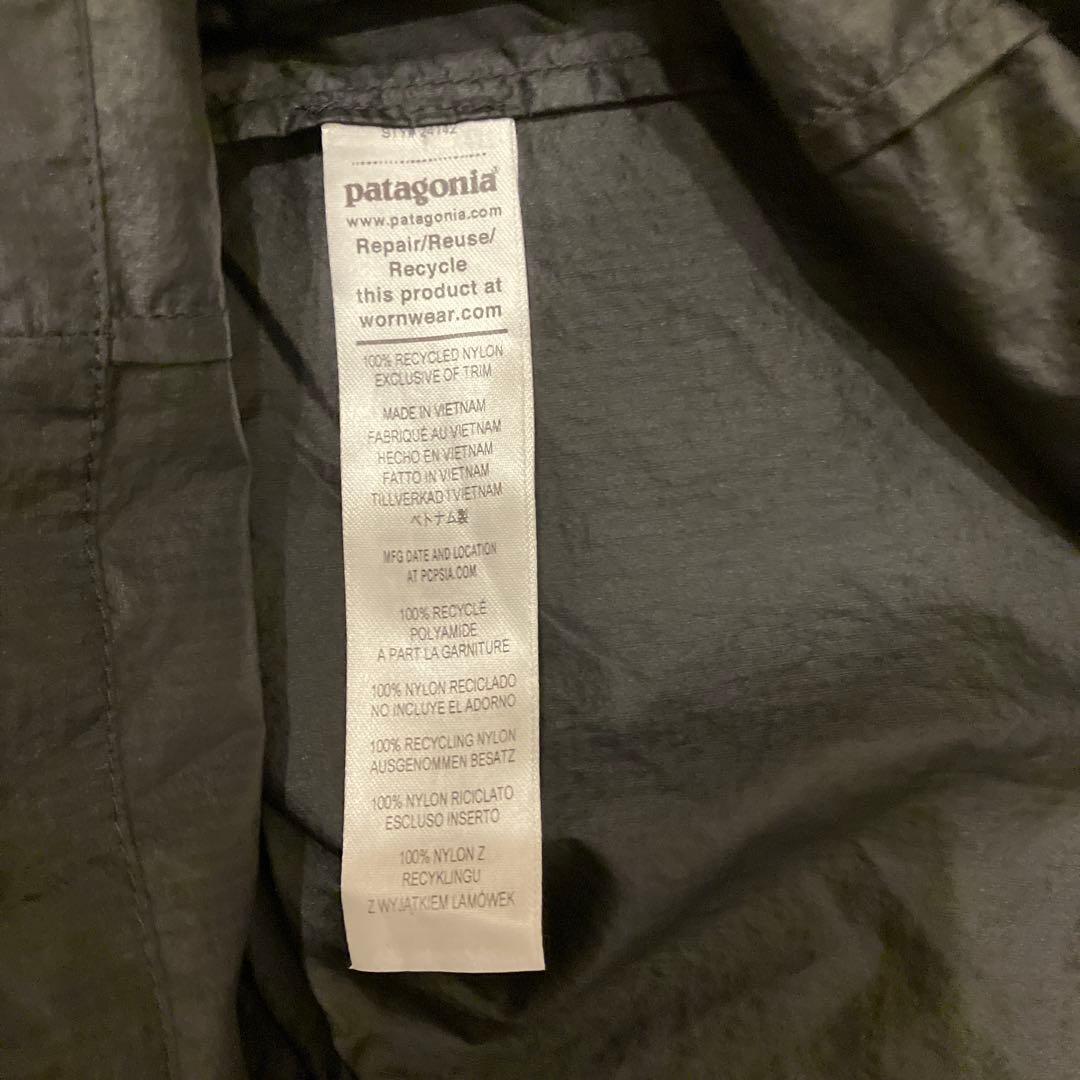 STY# 24142
patagonia®
www.patagonia.com
Repair/Reuse/
Recycle
this product at
wornwear.com
100% RECYCLED NYLON
EXCLUSIVE OF TRIM
MADE IN VIETNAM
FABRIQUÉ AU VIETNAM
HECHO EN VIETNAM
FATTO IN VIETNAM
TILLVERKAD I VIETNAM
ベトナム製
MFG DATE AND LOCATION
AT PCPSIA.COM
100% RECYCLÉ
POLYAMIDE
A PART LA GARNITURE
100% NYLON RECICLADO
NO INCLUYE EL ADORNO
100% RECYCLING NYLON
AUSGENOMMEN BESATZ
100% NYLON RICICLATO
ESCLUSO INSERTO
100% NYLON Z
RECYKLINGU
Z WYJĄTKIEM LAMÓWEK